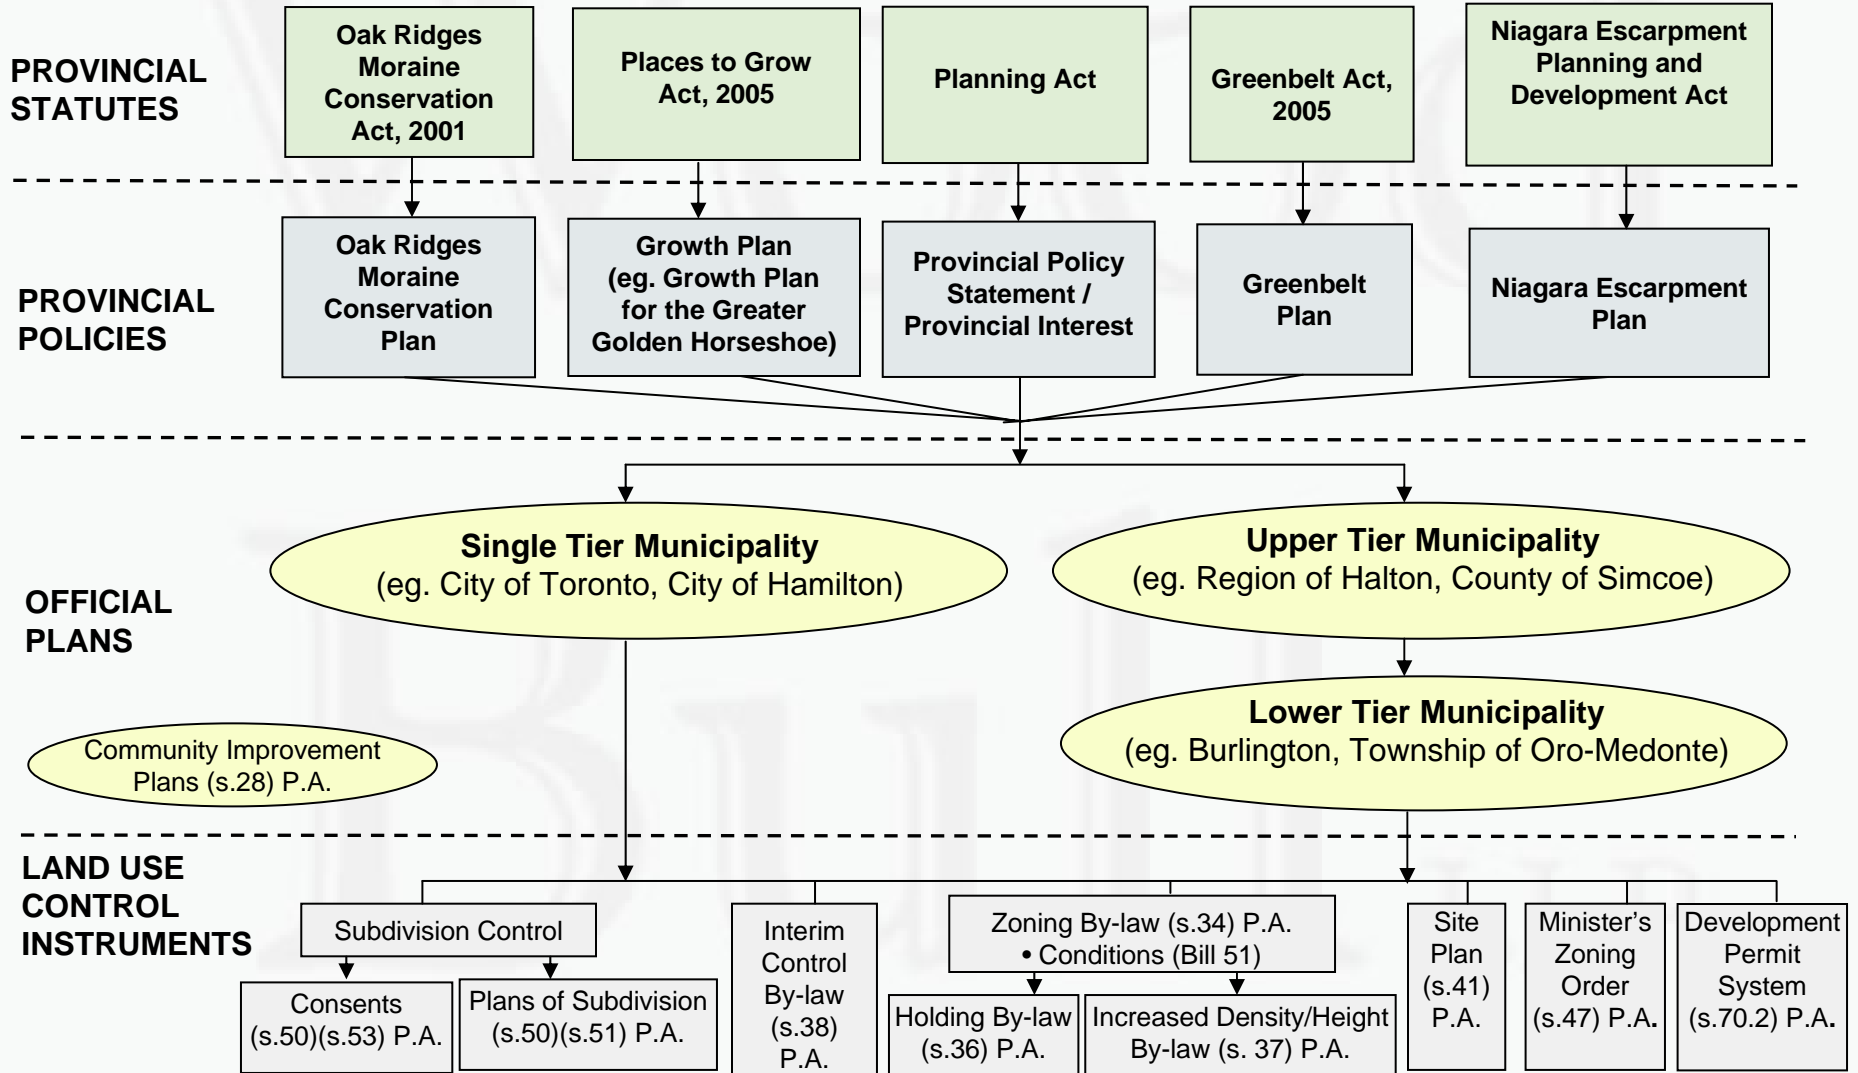 PROVINCIAL
STATUTES
Oak Ridges
Moraine
Conservation
Act, 2001
Places to Grow
Act, 2005
Planning Act
Greenbelt Act,
2005
Niagara Escarpment
Planning and
Development Act
PROVINCIAL
POLICIES
Oak Ridges
Moraine
Conservation
Plan
Growth Plan
(eg. Growth Plan
for the Greater
Golden Horseshoe)
Provincial Policy
Statement /
Provincial Interest
Greenbelt
Plan
Niagara Escarpment
Plan
OFFICIAL
PLANS
Single Tier Municipality
(eg. City of Toronto, City of Hamilton)
Upper Tier Municipality
(eg. Region of Halton, County of Simcoe)
Lower Tier Municipality
(eg. Burlington, Township of Oro-Medonte)
Community Improvement
Plans (s.28) P.A.
LAND USE
CONTROL
INSTRUMENTS
Subdivision Control
Consents
(s.50)(s.53) P.A.
Plans of Subdivision
(s.50)(s.51) P.A.
Interim
Control
By-law
(s.38)
P.A.
Zoning By-law (s.34) P.A.
• Conditions (Bill 51)
Holding By-law
(s.36) P.A.
Increased Density/Height
By-law (s. 37) P.A.
Site
Plan
(s.41)
P.A.
Minister’s
Zoning
Order
(s.47) P.A.
Development
Permit
System
(s.70.2) P.A.